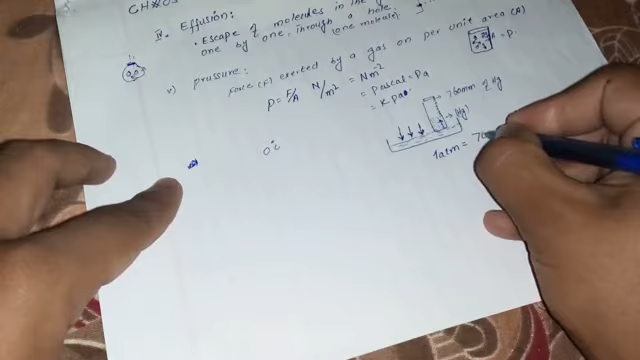 iv. Effusion:
• Escape of molecules in the
one by one, through a hole.
(one molecule)
v) pressure:
Force (F) exerted by a gas on per unit area (A)
P = F/A N/m² = Nm⁻²
= Pascal = Pa
= K pa
A = P.
760mm of Hg
(Hg)
1atm = 76
0°C